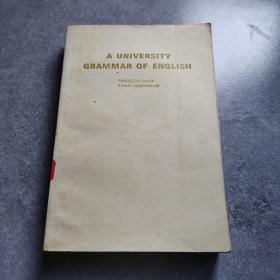 A UNIVERSITY
GRAMMAR OF ENGLISH
RANDOLPH QUIRK
SIDNEY GREENBAUM